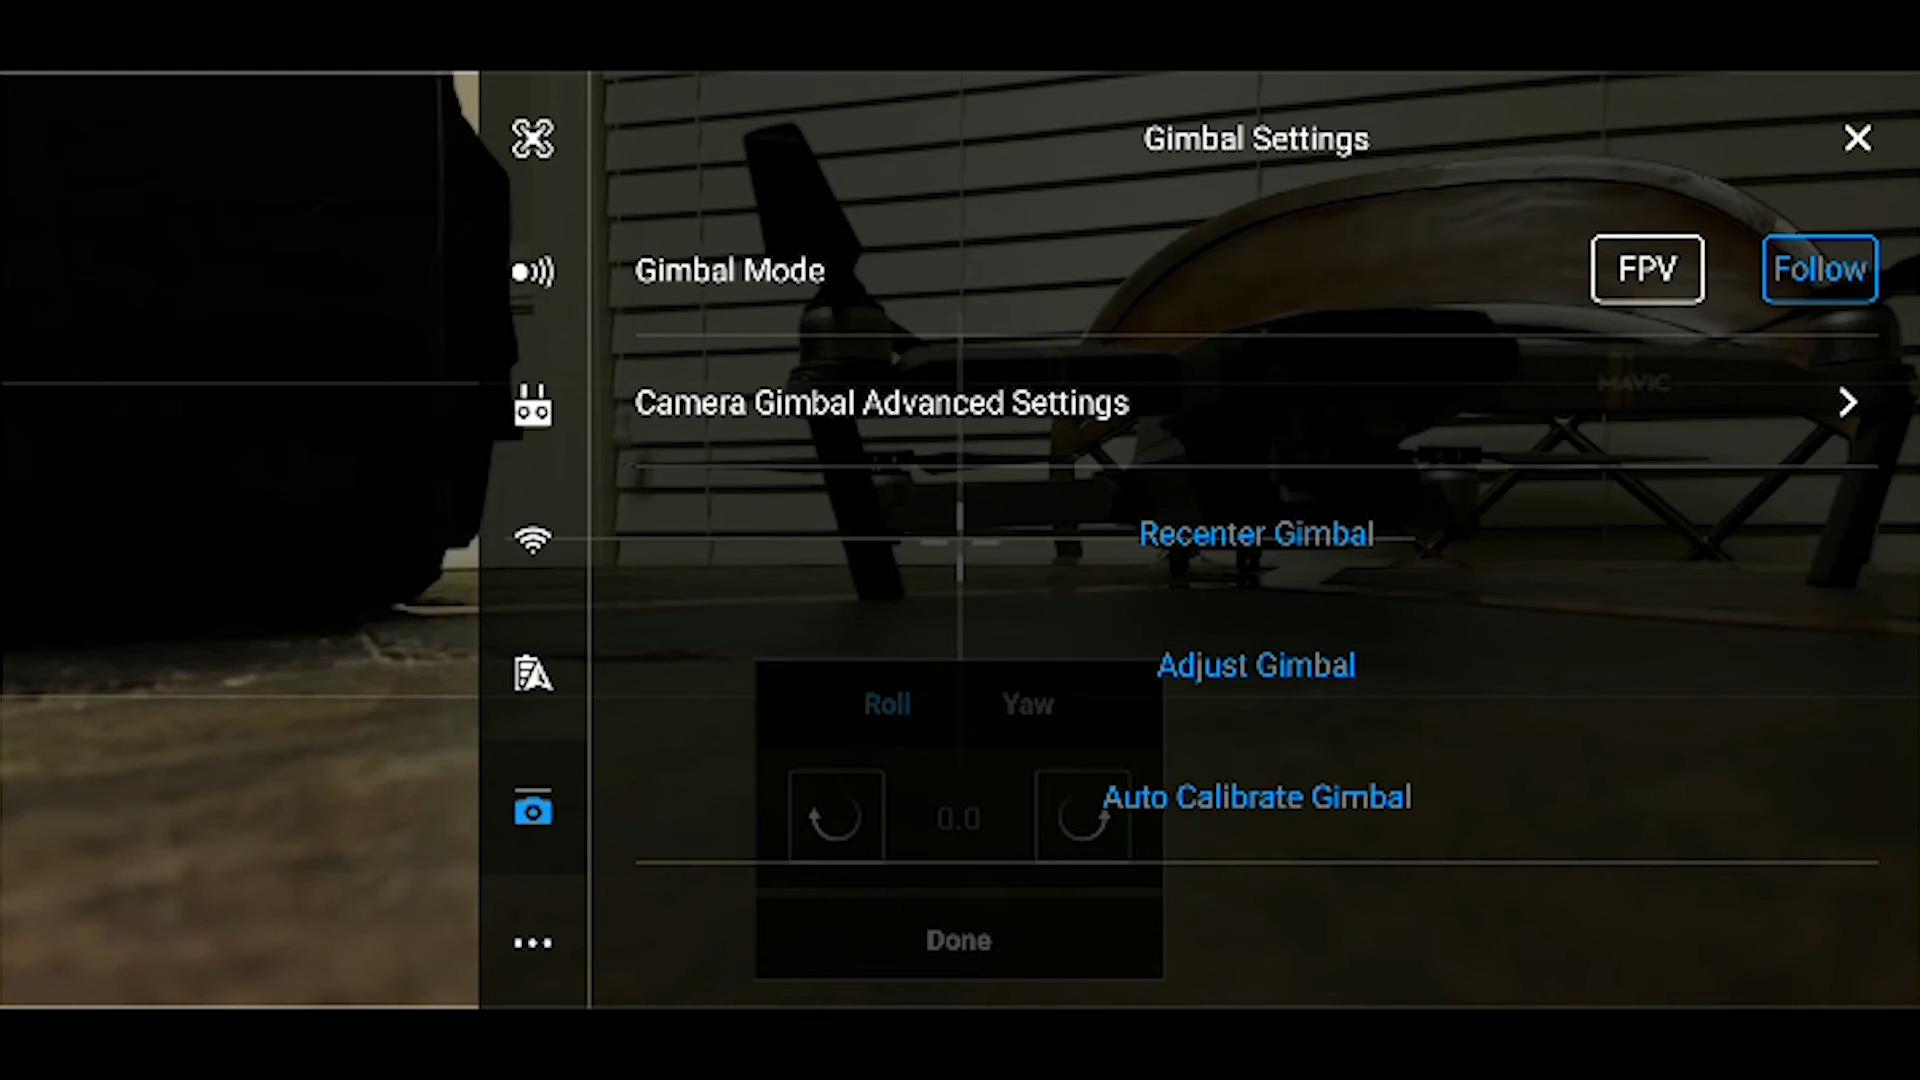 Gimbal Settings
Gimbal Mode
FPV
Follow
MAVIC
Camera Gimbal Advanced Settings
Recenter Gimbal
Adjust Gimbal
Roll
Yaw
Auto Calibrate Gimbal
0.0
Done